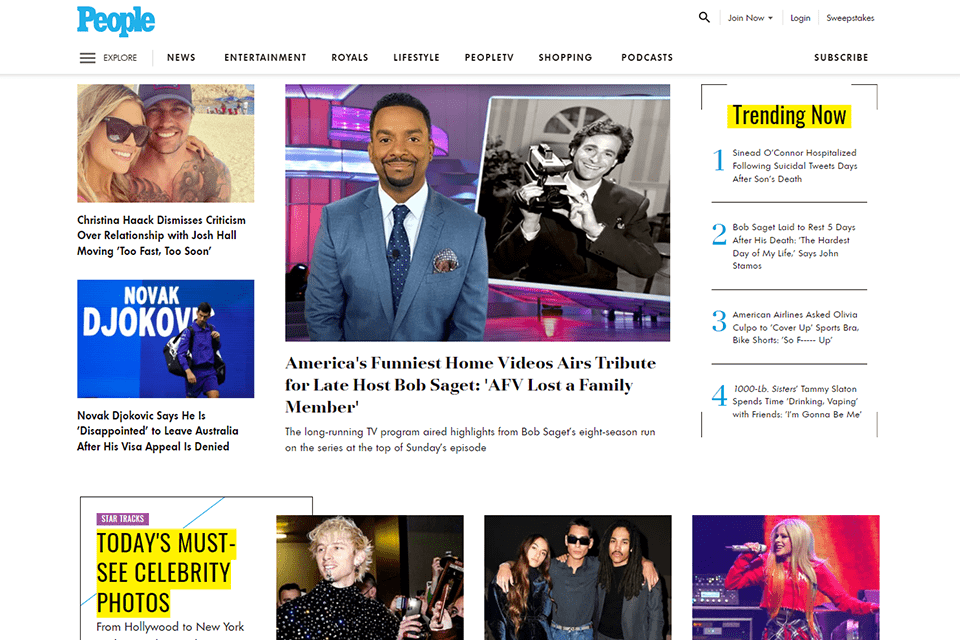 People
Join Now
Login
Sweepstakes
EXPLORE
NEWS
ENTERTAINMENT
ROYALS
LIFESTYLE
PEOPLETV
SHOPPING
PODCASTS
SUBSCRIBE
Christina Haack Dismisses Criticism
Over Relationship with Josh Hall
Moving 'Too Fast, Too Soon'
NOVAK
DJOKOVIC
Novak Djokovic Says He Is
'Disappointed' to Leave Australia
After His Visa Appeal Is Denied
America's Funniest Home Videos Airs Tribute
for Late Host Bob Saget: 'AFV Lost a Family
Member'
The long-running TV program aired highlights from Bob Saget's eight-season run
on the series at the top of Sunday's episode
Trending Now
1
Sinead O'Connor Hospitalized
Following Suicidal Tweets Days
After Son's Death
2
Bob Saget Laid to Rest 5 Days
After His Death: 'The Hardest
Day of My Life,' Says John
Stamos
3
American Airlines Asked Olivia
Culpo to 'Cover Up' Sports Bra,
Bike Shorts: 'So F----- Up'
4
1000-Lb. Sisters' Tammy Slaton
Spends Time 'Drinking, Vaping'
with Friends: 'I'm Gonna Be Me'
STAR TRACKS
TODAY'S MUST-
SEE CELEBRITY
PHOTOS
From Hollywood to New York